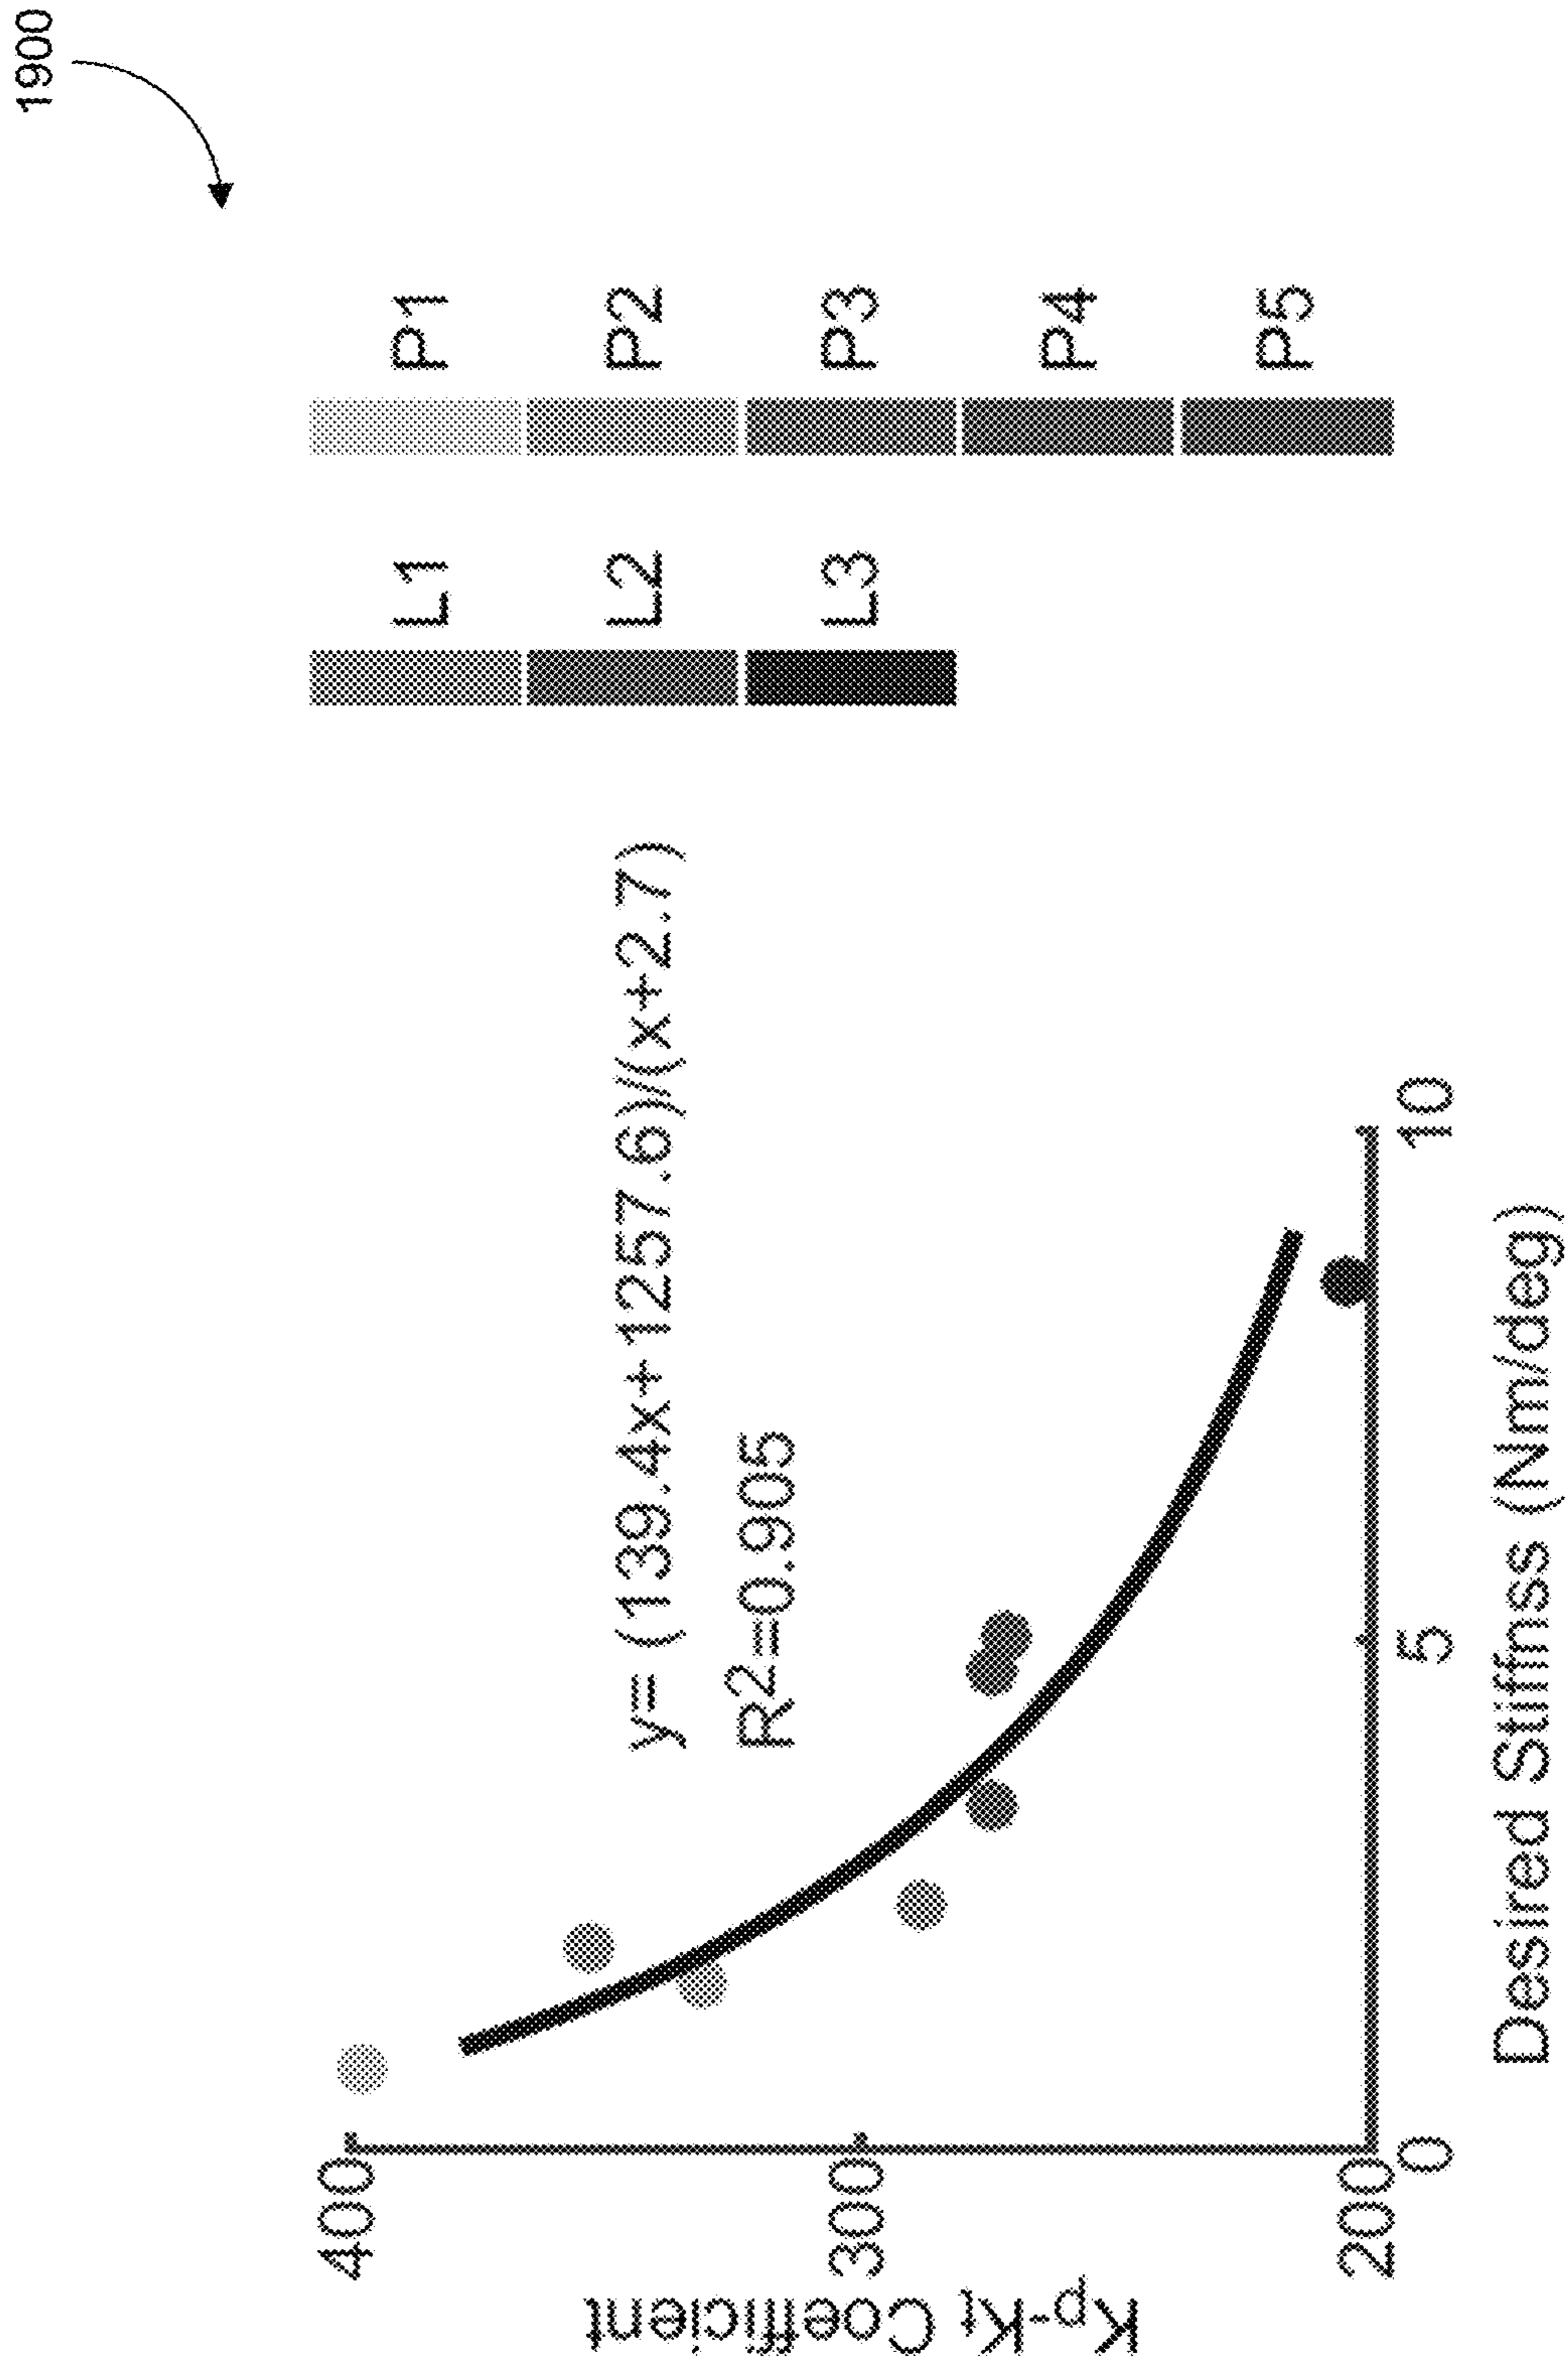 1900
L1
L2
L3
P1
P2
P3
P4
P5
y= (139.4x+1257.6)/(x+2.7)
R2=0.905
400
300
200
Kp-KI Coefficient
0
5
10
Desired Stiffnss (Nm/deg)